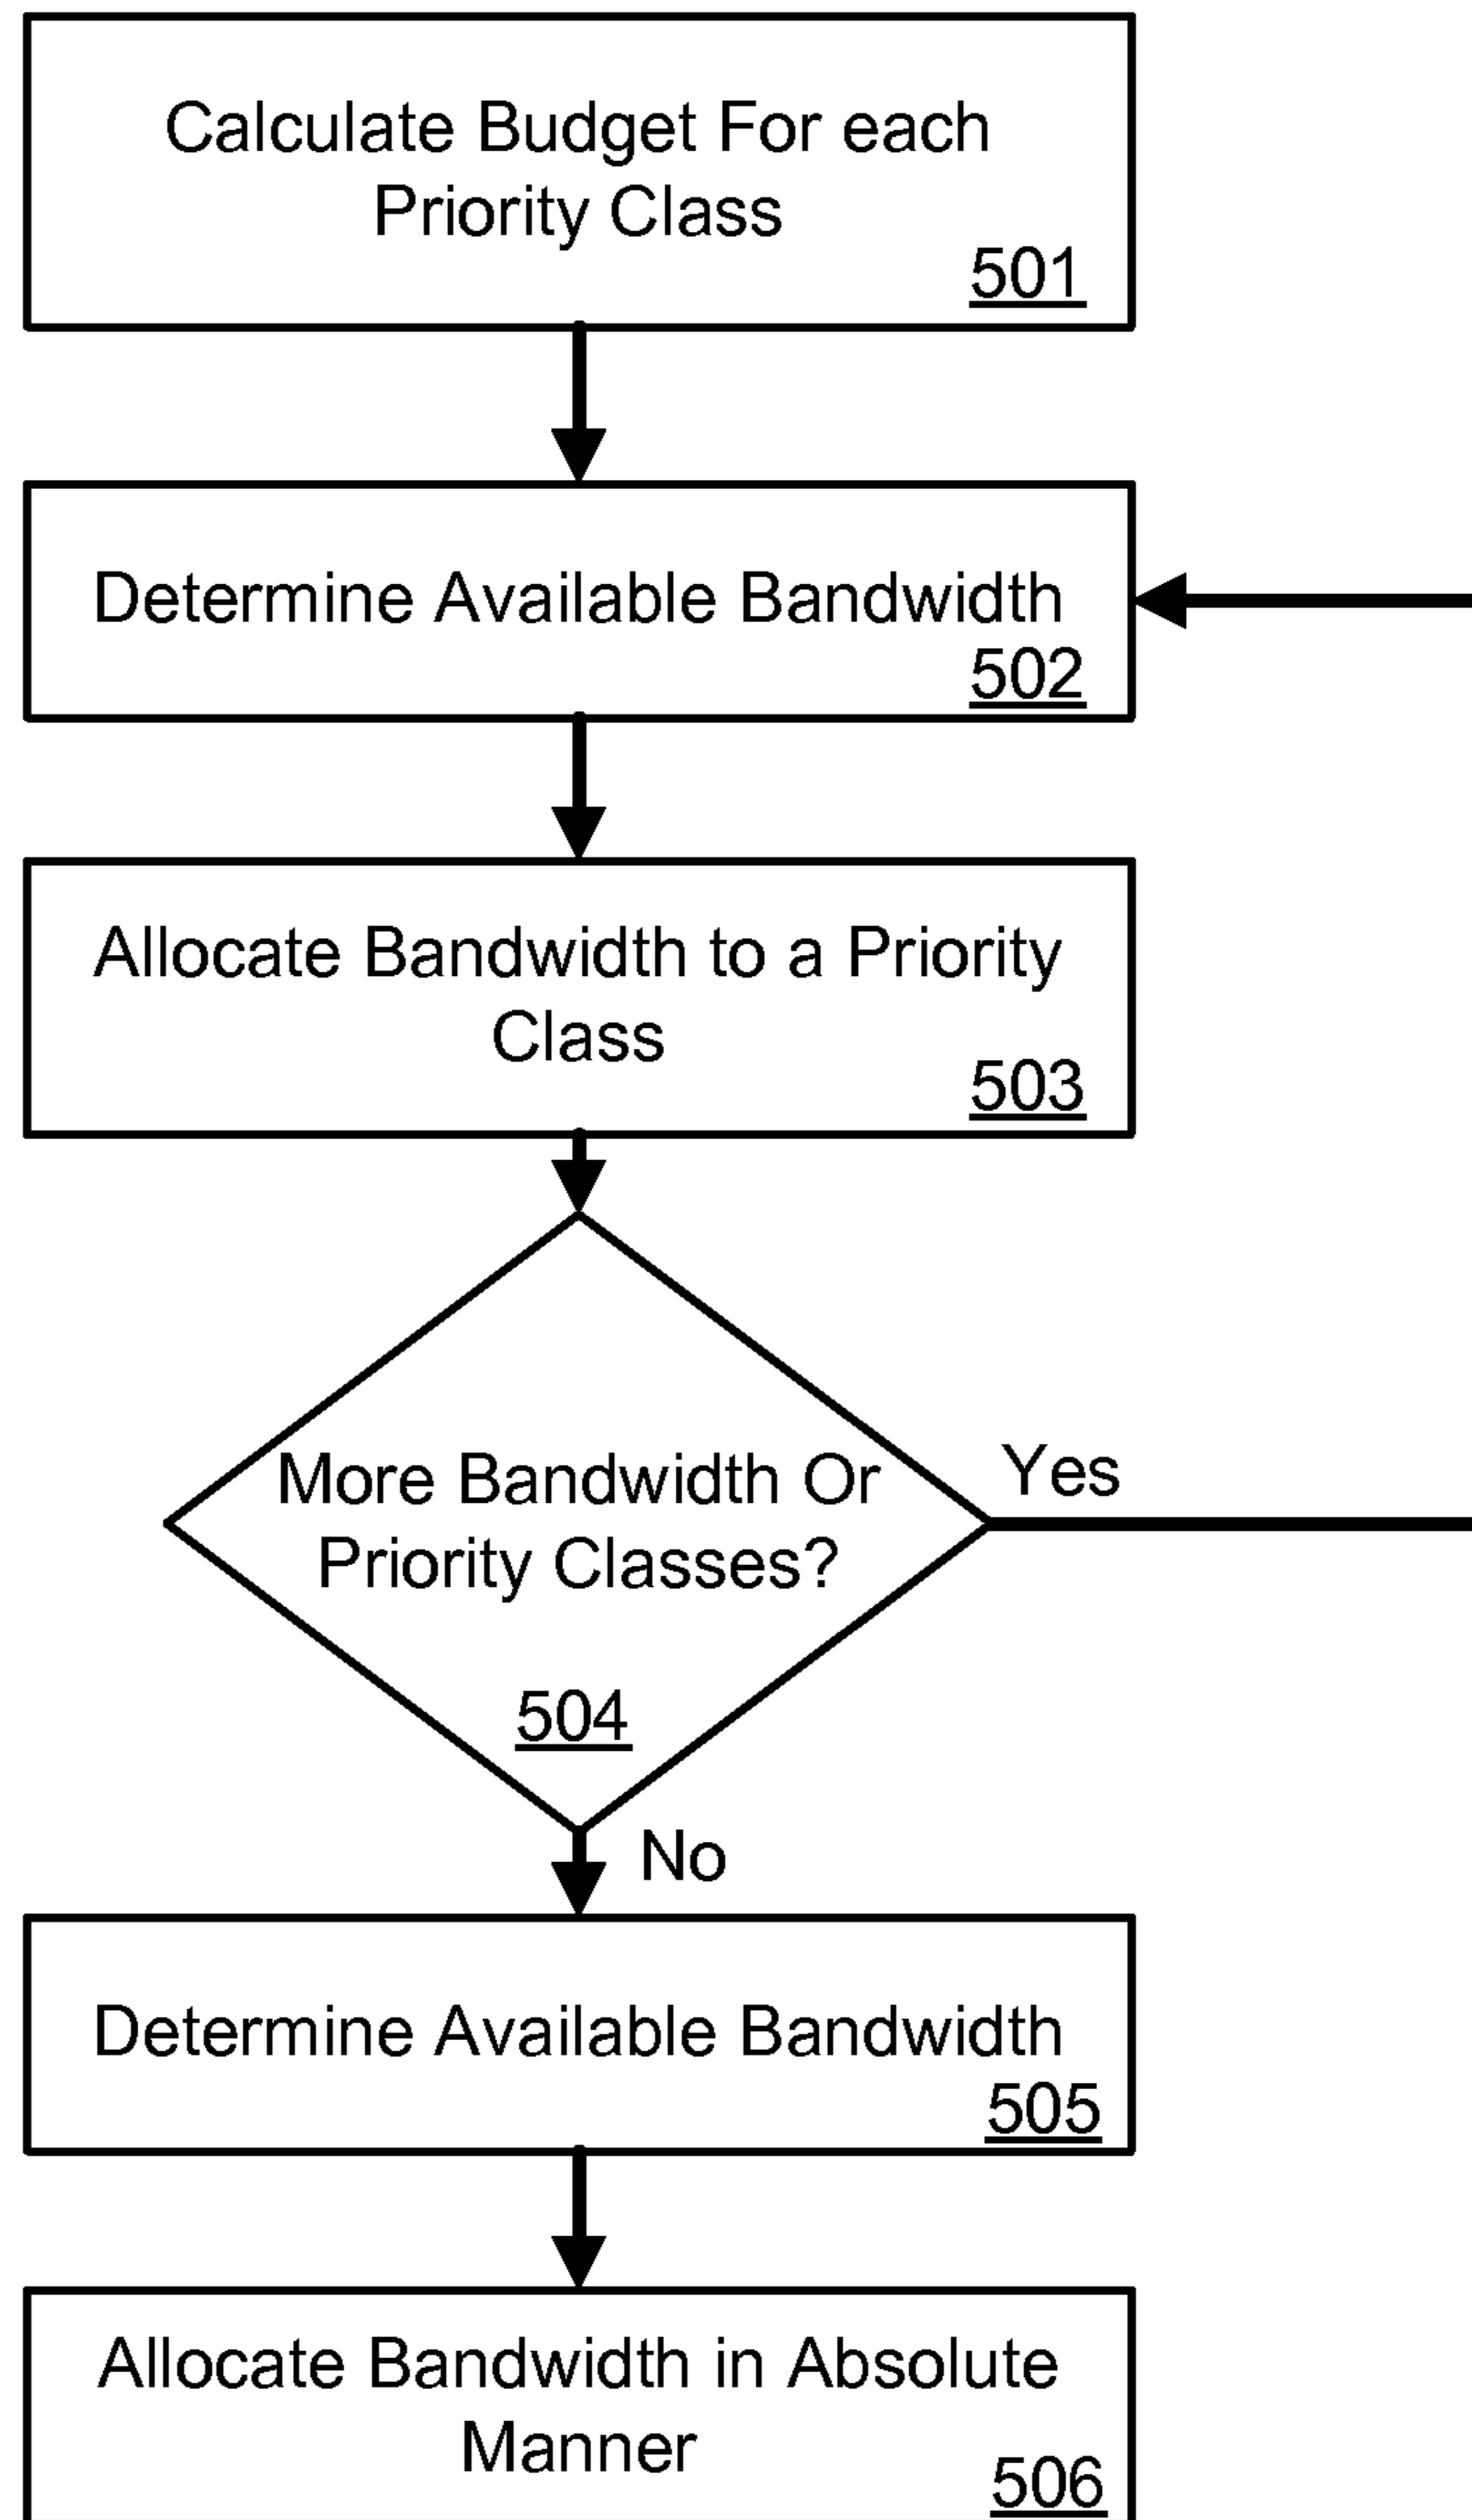 Calculate Budget For each
Priority Class
501
Determine Available Bandwidth
502
Allocate Bandwidth to a Priority
Class
503
More Bandwidth Or
Priority Classes?
Yes
504
No
Determine Available Bandwidth
505
Allocate Bandwidth in Absolute
Manner
506